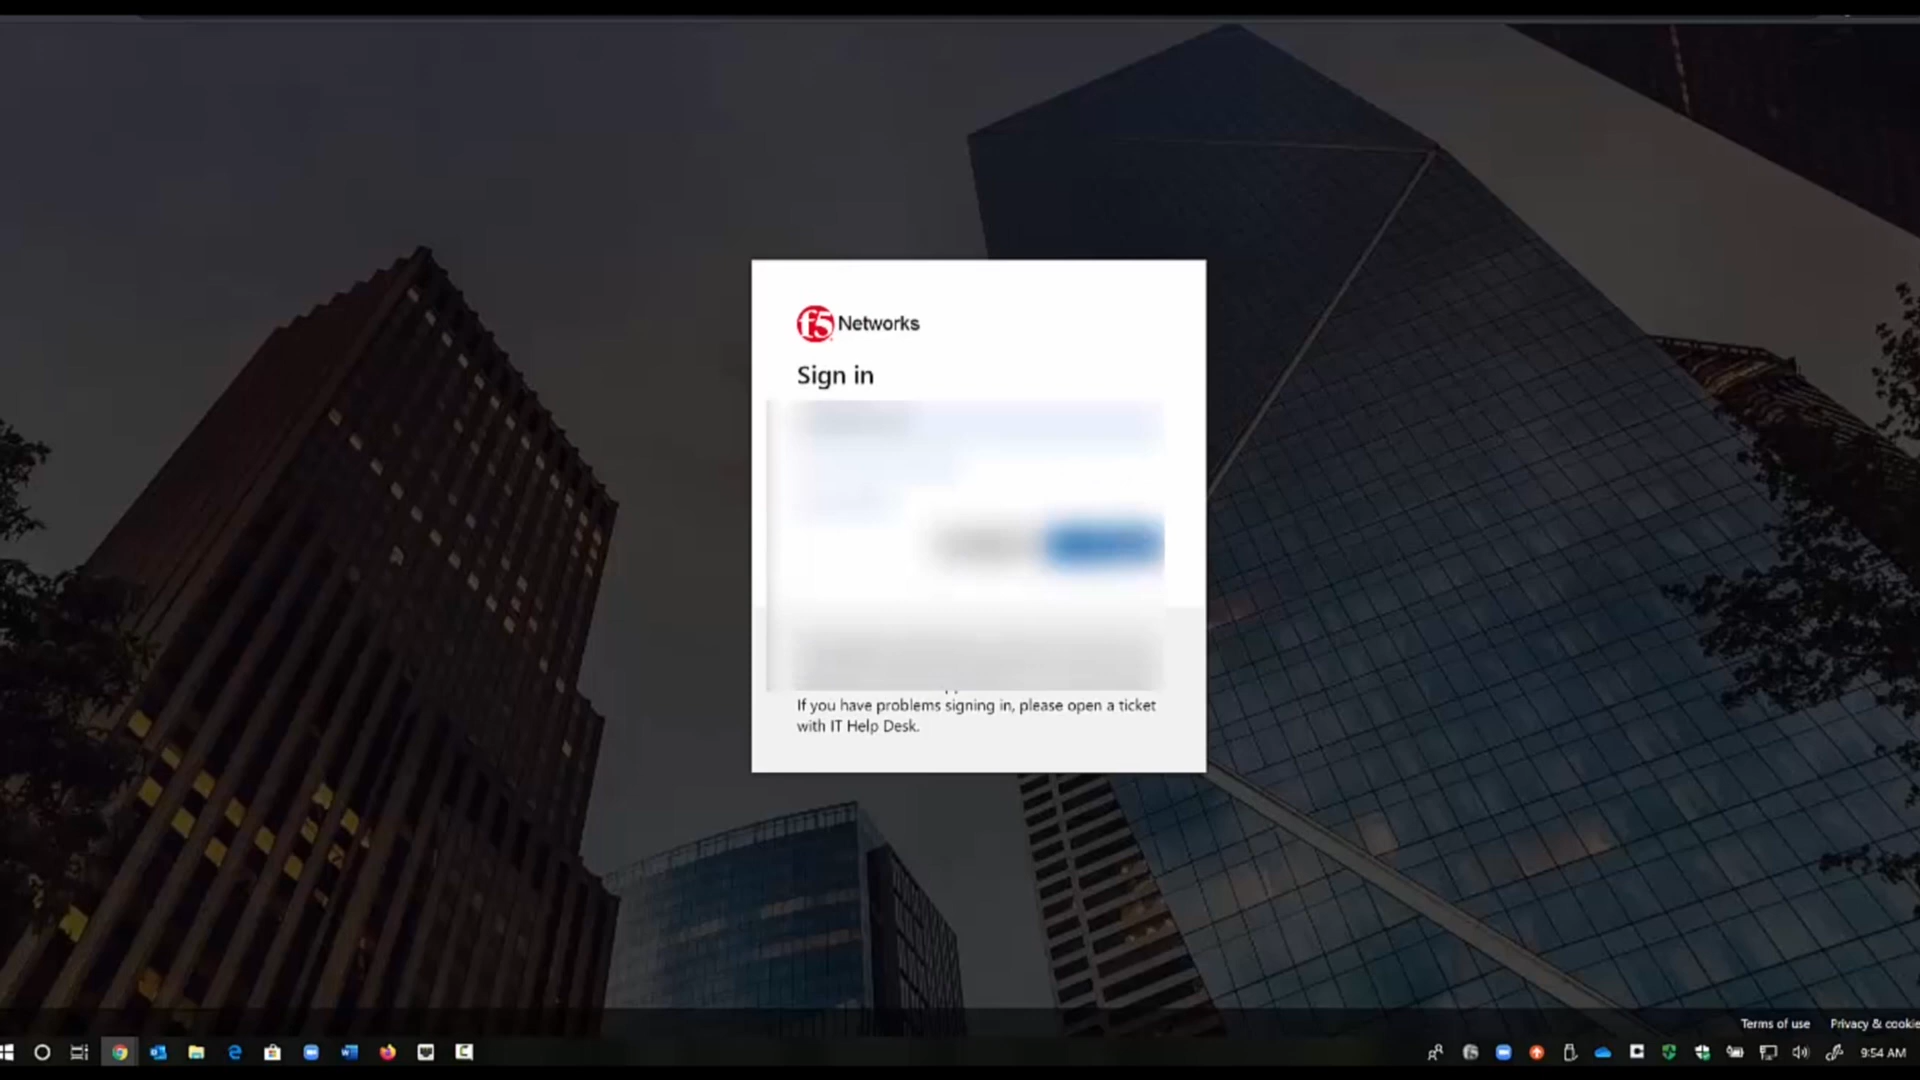 f5 Networks
Sign in
If you have problems signing in, please open a ticket
with IT Help Desk.
Terms of use Privacy & cookie
9:54 AM